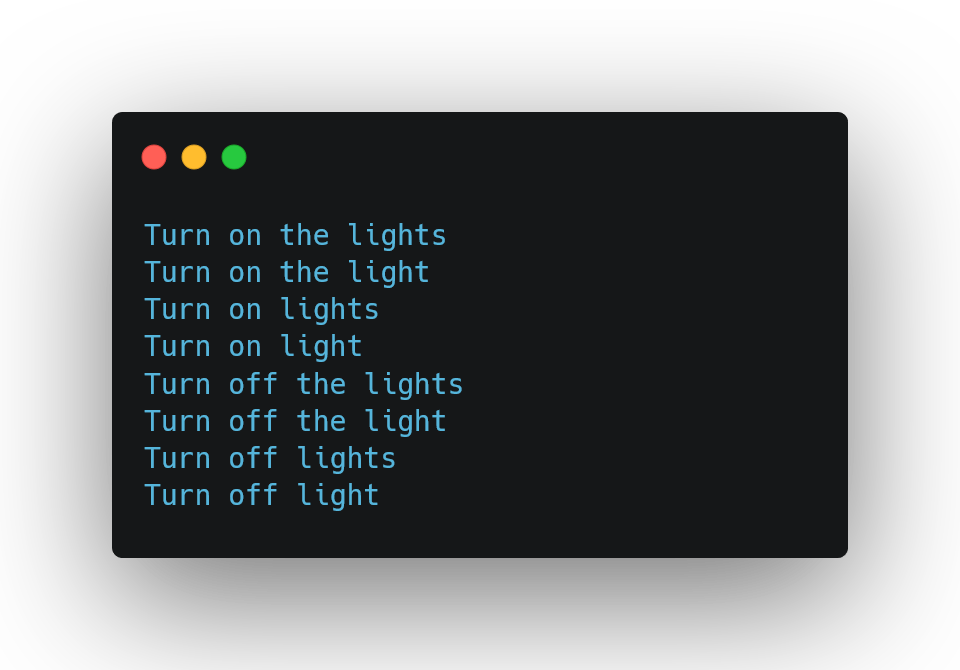 Turn on the lights
Turn on the light
Turn on lights
Turn on light
Turn off the lights
Turn off the light
Turn off lights
Turn off light